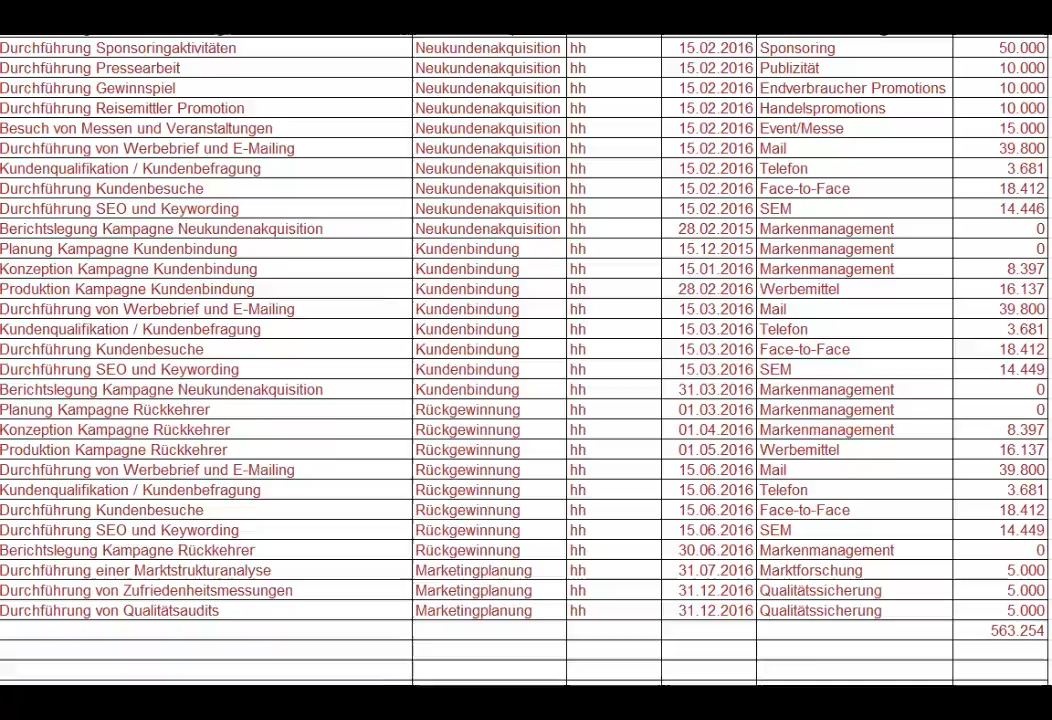 Durchführung Sponsoringaktivitäten Neukundenakquisition hh 15.02.2016 Sponsoring 50.000
Durchführung Pressearbeit Neukundenakquisition hh 15.02.2016 Publizität 10.000
Durchführung Gewinnspiel Neukundenakquisition hh 15.02.2016 Endverbraucher Promotions 10.000
Durchführung Reisemittler Promotion Neukundenakquisition hh 15.02.2016 Handelspromotions 10.000
Besuch von Messen und Veranstaltungen Neukundenakquisition hh 15.02.2016 Event/Messe 15.000
Durchführung von Werbebrief und E-Mailing Neukundenakquisition hh 15.02.2016 Mail 39.800
Kundenqualifikation / Kundenbefragung Neukundenakquisition hh 15.02.2016 Telefon 3.681
Durchführung Kundenbesuche Neukundenakquisition hh 15.02.2016 Face-to-Face 18.412
Durchführung SEO und Keywording Neukundenakquisition hh 15.02.2016 SEM 14.446
Berichtslegung Kampagne Neukundenakquisition Neukundenakquisition hh 28.02.2015 Markenmanagement 0
Planung Kampagne Kundenbindung Kundenbindung hh 15.12.2015 Markenmanagement 0
Konzeption Kampagne Kundenbindung Kundenbindung hh 15.01.2016 Markenmanagement 8.397
Produktion Kampagne Kundenbindung Kundenbindung hh 28.02.2016 Werbemittel 16.137
Durchführung von Werbebrief und E-Mailing Kundenbindung hh 15.03.2016 Mail 39.800
Kundenqualifikation / Kundenbefragung Kundenbindung hh 15.03.2016 Telefon 3.681
Durchführung Kundenbesuche Kundenbindung hh 15.03.2016 Face-to-Face 18.412
Durchführung SEO und Keywording Kundenbindung hh 15.03.2016 SEM 14.449
Berichtslegung Kampagne Neukundenakquisition Kundenbindung hh 31.03.2016 Markenmanagement 0
Planung Kampagne Rückkehrer Rückgewinnung hh 01.03.2016 Markenmanagement 0
Konzeption Kampagne Rückkehrer Rückgewinnung hh 01.04.2016 Markenmanagement 8.397
Produktion Kampagne Rückkehrer Rückgewinnung hh 01.05.2016 Werbemittel 16.137
Durchführung von Werbebrief und E-Mailing Rückgewinnung hh 15.06.2016 Mail 39.800
Kundenqualifikation / Kundenbefragung Rückgewinnung hh 15.06.2016 Telefon 3.681
Durchführung Kundenbesuche Rückgewinnung hh 15.06.2016 Face-to-Face 18.412
Durchführung SEO und Keywording Rückgewinnung hh 15.06.2016 SEM 14.449
Berichtslegung Kampagne Rückkehrer Rückgewinnung hh 30.06.2016 Markenmanagement 0
Durchführung einer Marktstrukturanalyse Marketingplanung hh 31.07.2016 Marktforschung 5.000
Durchführung von Zufriedenheitsmessungen Marketingplanung hh 31.12.2016 Qualitätssicherung 5.000
Durchführung von Qualitätsaudits Marketingplanung hh 31.12.2016 Qualitätssicherung 5.000
563.254